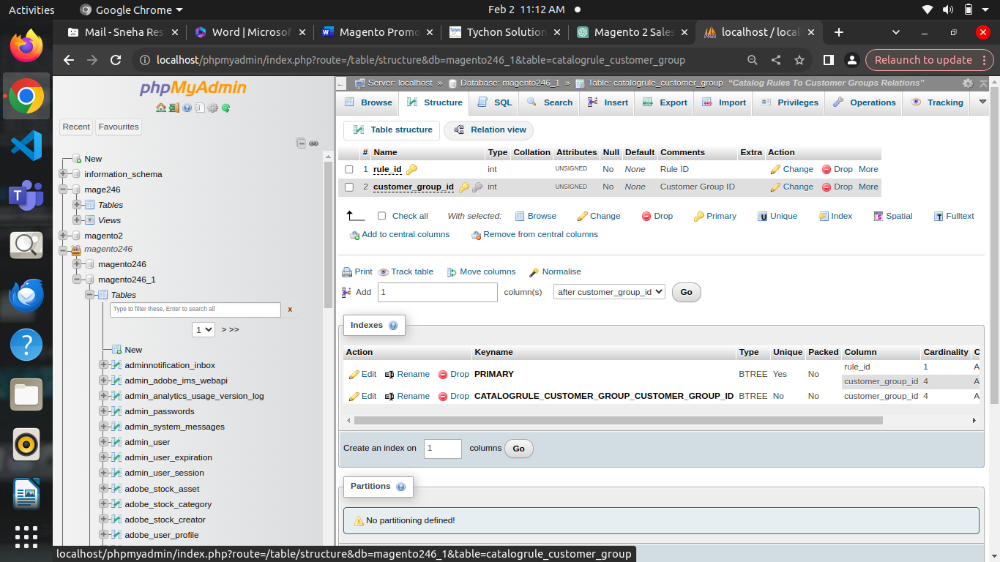 Activities
Google Chrome
Feb 2 11:12 AM
Mail - Sneha Res
Word | Microsof
Magento Promo
Tychon Solution
Magento 2 Sales
localhost / local
localhost/phpmyadmin/index.php?route=/table/structure&db=magento246_1&table=catalogrule_customer_group
Relaunch to update
phpMyAdmin
Recent
Favourites
New
information_schema
mage246
Tables
Views
magento2
magento246
magento246
magento246_1
Tables
Type to filter these, Enter to search all
x
1
> >>
New
adminnotification_inbox
admin_adobe_ims_webapi
admin_analytics_usage_version_log
admin_passwords
admin_system_messages
admin_user
admin_user_expiration
admin_user_session
adobe_stock_asset
adobe_stock_category
adobe_stock_creator
adobe_user_profile
Server: localhost » Database: magento246_1 » Table: catalogrule_customer_group "Catalog Rules To Customer Groups Relations"
Browse Structure SQL Search Insert Export Import Privileges Operations Tracking
Table structure Relation view
# Name Type Collation Attributes Null Default Comments Extra Action
1 rule_id int UNSIGNED No None Rule ID Change Drop More
2 customer_group_id int UNSIGNED No None Customer Group ID Change Drop More
Check all With selected: Browse Change Drop Primary Unique Index Spatial Fulltext
Add to central columns Remove from central columns
Print Track table Move columns Normalise
Add 1 column(s) after customer_group_id Go
Indexes
Action Keyname Type Unique Packed Column Cardinality C
Edit Rename Drop PRIMARY BTREE Yes No rule_id 1 A
customer_group_id 4 A
Edit Rename Drop CATALOGRULE_CUSTOMER_GROUP_CUSTOMER_GROUP_ID BTREE No No customer_group_id 4 A
Create an index on 1 columns Go
Partitions
No partitioning defined!
localhost/phpmyadmin/index.php?route=/table/structure&db=magento246_1&table=catalogrule_customer_group